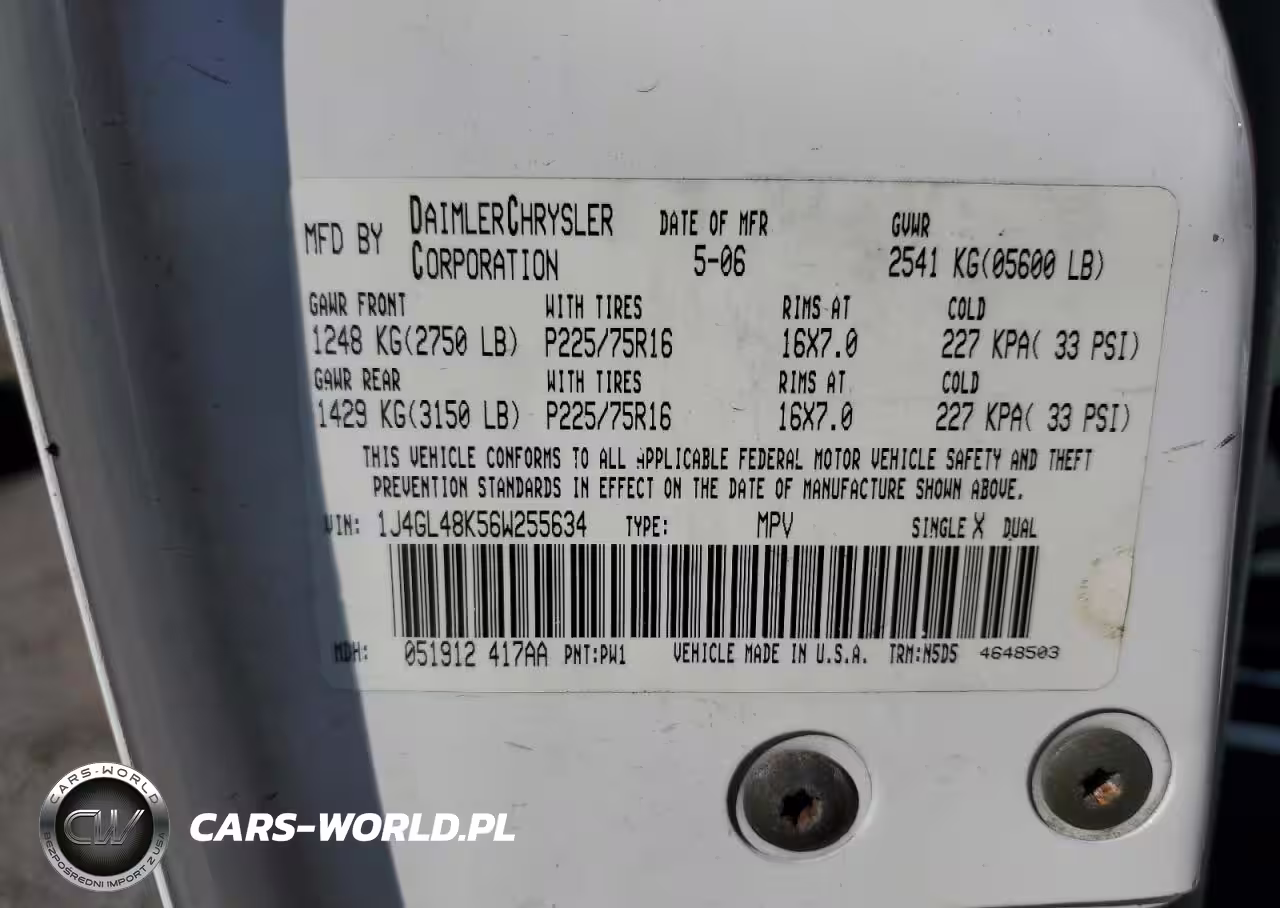 MFD BY DAIMLERCHRYSLER CORPORATION DATE OF MFR 5-06 GVWR 2541 KG(05600 LB)
GAWR FRONT WITH TIRES RIMS AT COLD
1248 KG(2750 LB) P225/75R16 16X7.0 227 KPA( 33 PSI)
GAWR REAR WITH TIRES RIMS AT COLD
1429 KG(3150 LB) P225/75R16 16X7.0 227 KPA( 33 PSI)
THIS VEHICLE CONFORMS TO ALL APPLICABLE FEDERAL MOTOR VEHICLE SAFETY AND THEFT
PREVENTION STANDARDS IN EFFECT ON THE DATE OF MANUFACTURE SHOWN ABOVE.
VIN: 1J4GL48K56W255634 TYPE: MPV SINGLE X DUAL
MDH: 051912 417AA PNT:PW1 VEHICLE MADE IN U.S.A. TRM:N5D5 4648503
CARS-WORLD
CW
BEZPOŚREDNI IMPORT Z USA
CARS-WORLD.PL